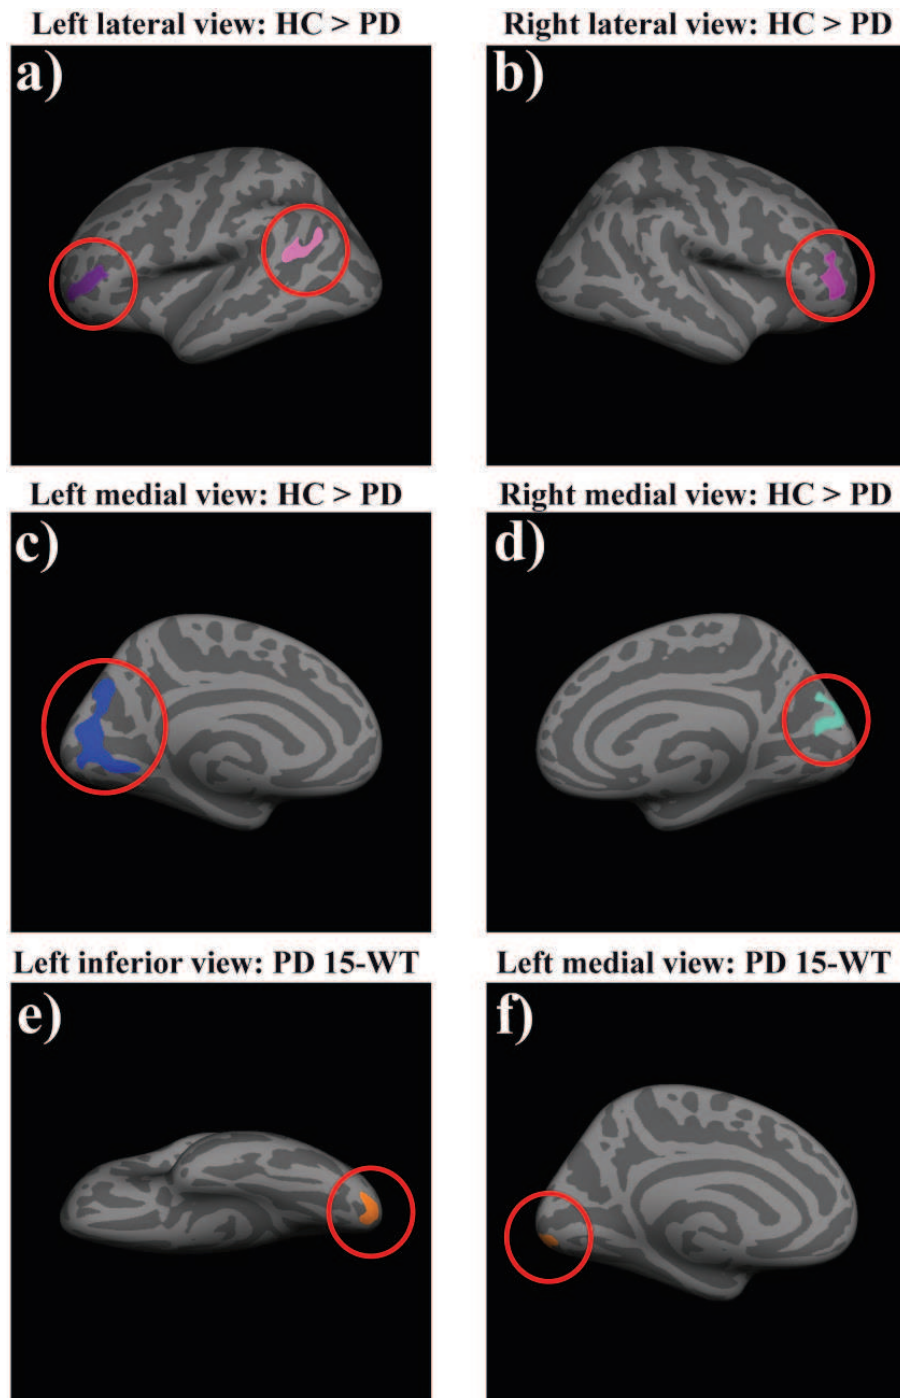 Left lateral view: HC > PD
Right lateral view: HC > PD
a)
b)
Left medial view: HC > PD
Right medial view: HC > PD
c)
d)
Left inferior view: PD 15-WT
Left medial view: PD 15-WT
e)
f)